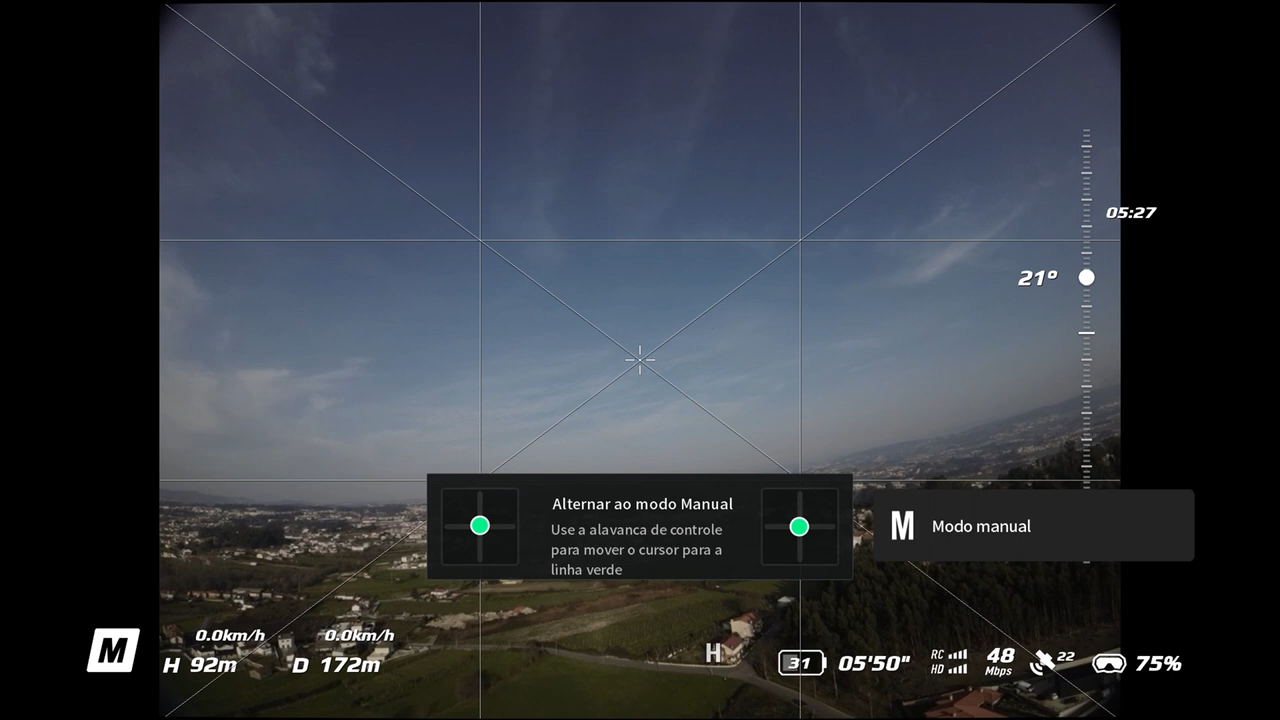 05:27
21°
Alternar ao modo Manual
Use a alavanca de controle
para mover o cursor para a
linha verde
M Modo manual
M
0.0km/h 0.0km/h
H 92m D 172m
H
31 05'50"
RC
HD
48
Mbps
22
75%